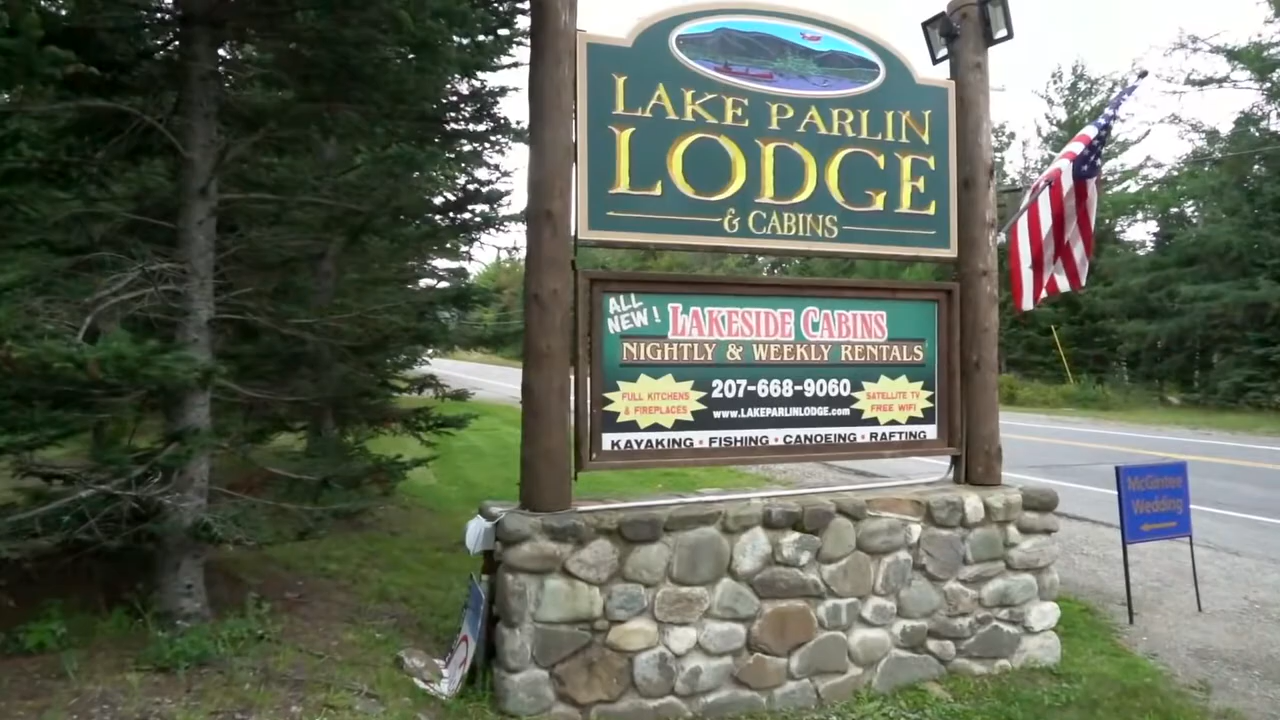 LAKE PARLIN
LODGE
& CABINS
ALL
NEW!
LAKESIDE CABINS
NIGHTLY & WEEKLY RENTALS
207-668-9060
FULL KITCHENS
& FIREPLACES
www.LAKEPARLINLODGE.com
SATELLITE TV
FREE WIFI
KAYAKING • FISHING • CANOEING • RAFTING
McGintee
Wedding